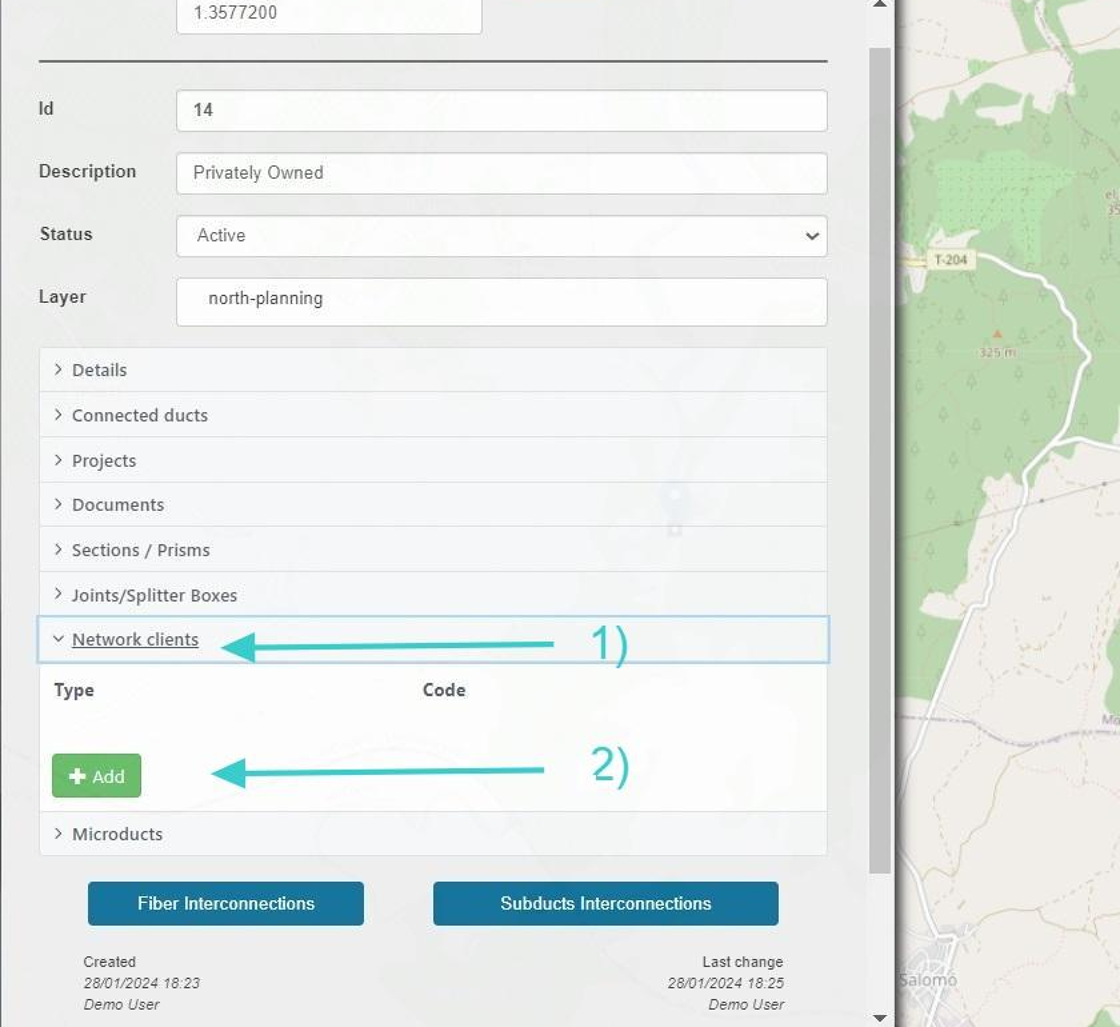 1.3577200
Id 14
Description Privately Owned
Status Active
Layer north-planning
Details
Connected ducts
Projects
Documents
Sections / Prisms
Joints/Splitter Boxes
Network clients 1)
Type Code
Add 2)
Microducts
Fiber Interconnections Subducts Interconnections
Created Last change
28/01/2024 18:23 28/01/2024 18:25
Demo User Demo User
T-204
325 m
Salomó